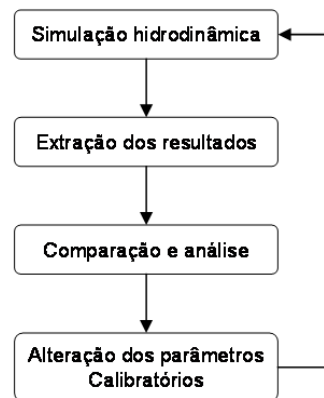 Simulação hidrodinâmica
Extração dos resultados
Comparação e análise
Alteração dos parâmetros
Calibratórios